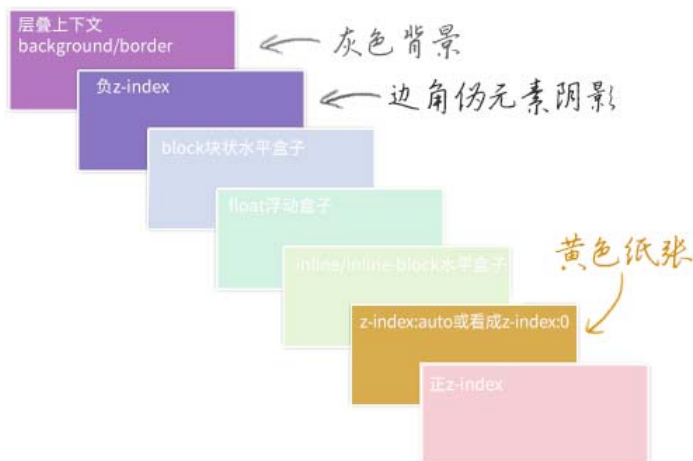 层叠上下文
background/border
灰色背景
负z-index
边角伪元素阴影
block块状水平盒子
float浮动盒子
inline/inline-block水平盒子
黄色纸张
z-index:auto或看成z-index:0
正z-index